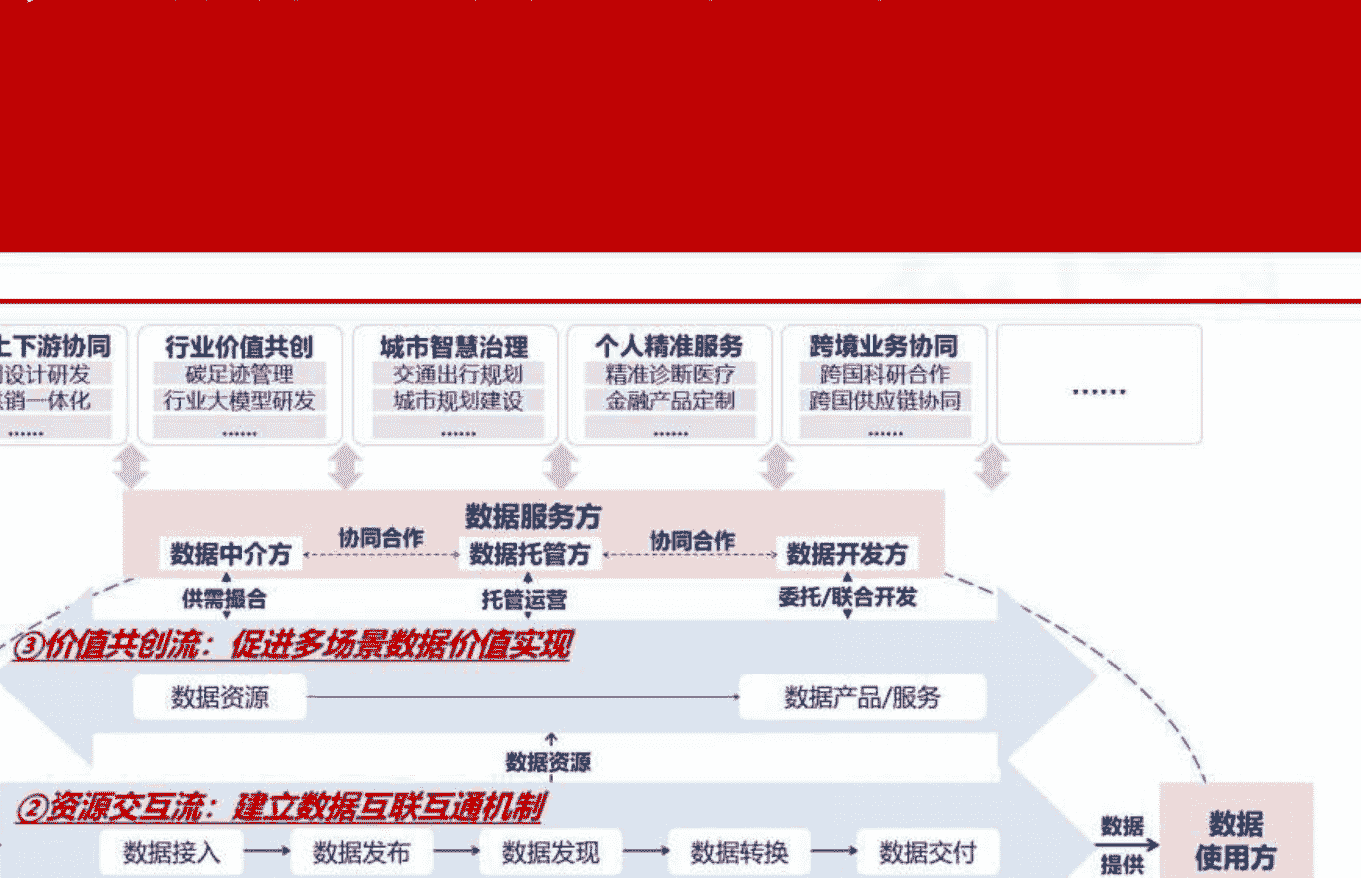 上下游协同
设计研发
销一体化
......
行业价值共创
碳足迹管理
行业大模型研发
......
城市智慧治理
交通出行规划
城市规划建设
......
个人精准服务
精准诊断医疗
金融产品定制
......
跨境业务协同
跨国科研合作
跨国供应链协同
......
......
数据服务方
数据中介方
协同合作
数据托管方
协同合作
数据开发方
供需撮合
托管运营
委托/联合开发
③价值共创流：促进多场景数据价值实现
数据资源
数据产品/服务
数据资源
②资源交互流：建立数据互联互通机制
数据接入
数据发布
数据发现
数据转换
数据交付
数据
提供
数据
使用方